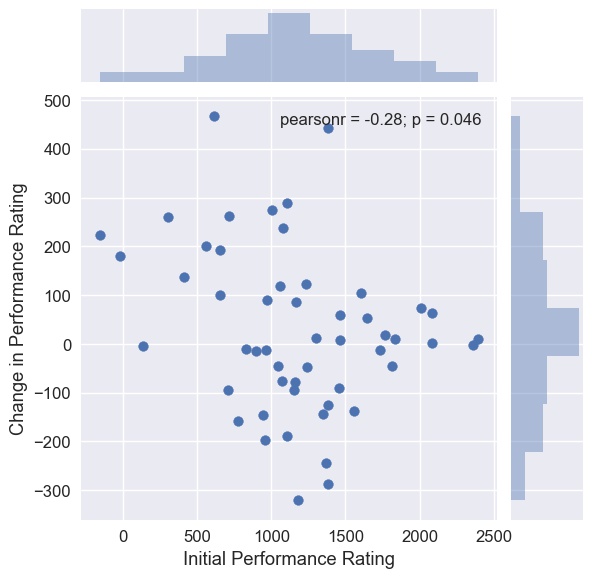 500
pearsonr = -0.28; p = 0.046
400
300
200
100
0
−100
−200
−300
Change in Performance Rating
0 500 1000 1500 2000 2500
Initial Performance Rating